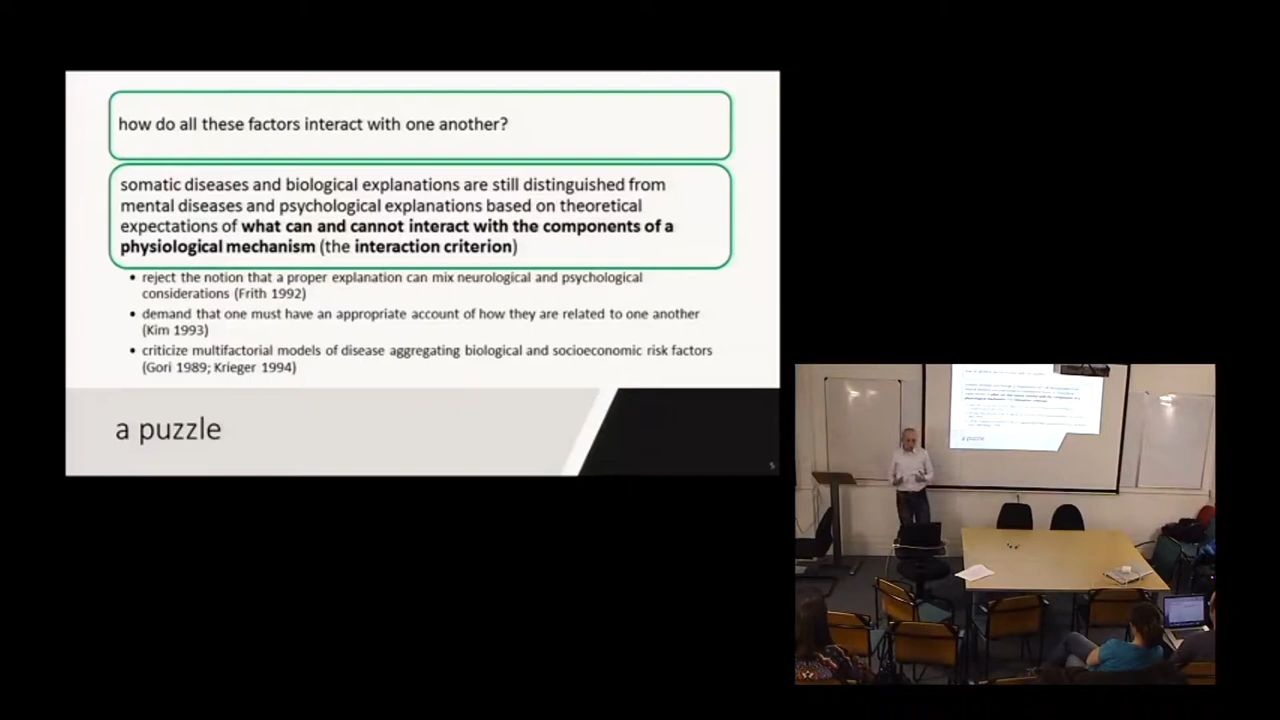 how do all these factors interact with one another?
somatic diseases and biological explanations are still distinguished from
mental diseases and psychological explanations based on theoretical
expectations of what can and cannot interact with the components of a
physiological mechanism (the interaction criterion)
• reject the notion that a proper explanation can mix neurological and psychological
considerations (Frith 1992)
• demand that one must have an appropriate account of how they are related to one another
(Kim 1993)
• criticize multifactorial models of disease aggregating biological and socioeconomic risk factors
(Gori 1989; Krieger 1994)
a puzzle
5
a puzzle